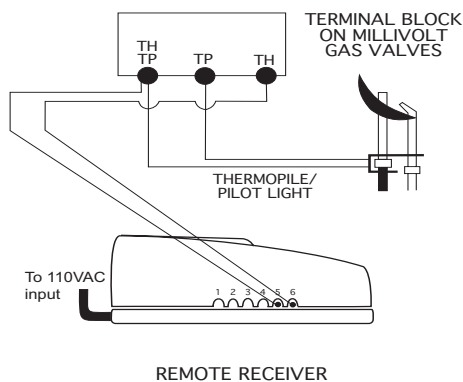 TERMINAL BLOCK
ON MILLIVOLT
GAS VALVES
TH
TP
TP
TH
THERMOPILE/
PILOT LIGHT
To 110VAC
input
1 2 3 4 5 6
REMOTE RECEIVER